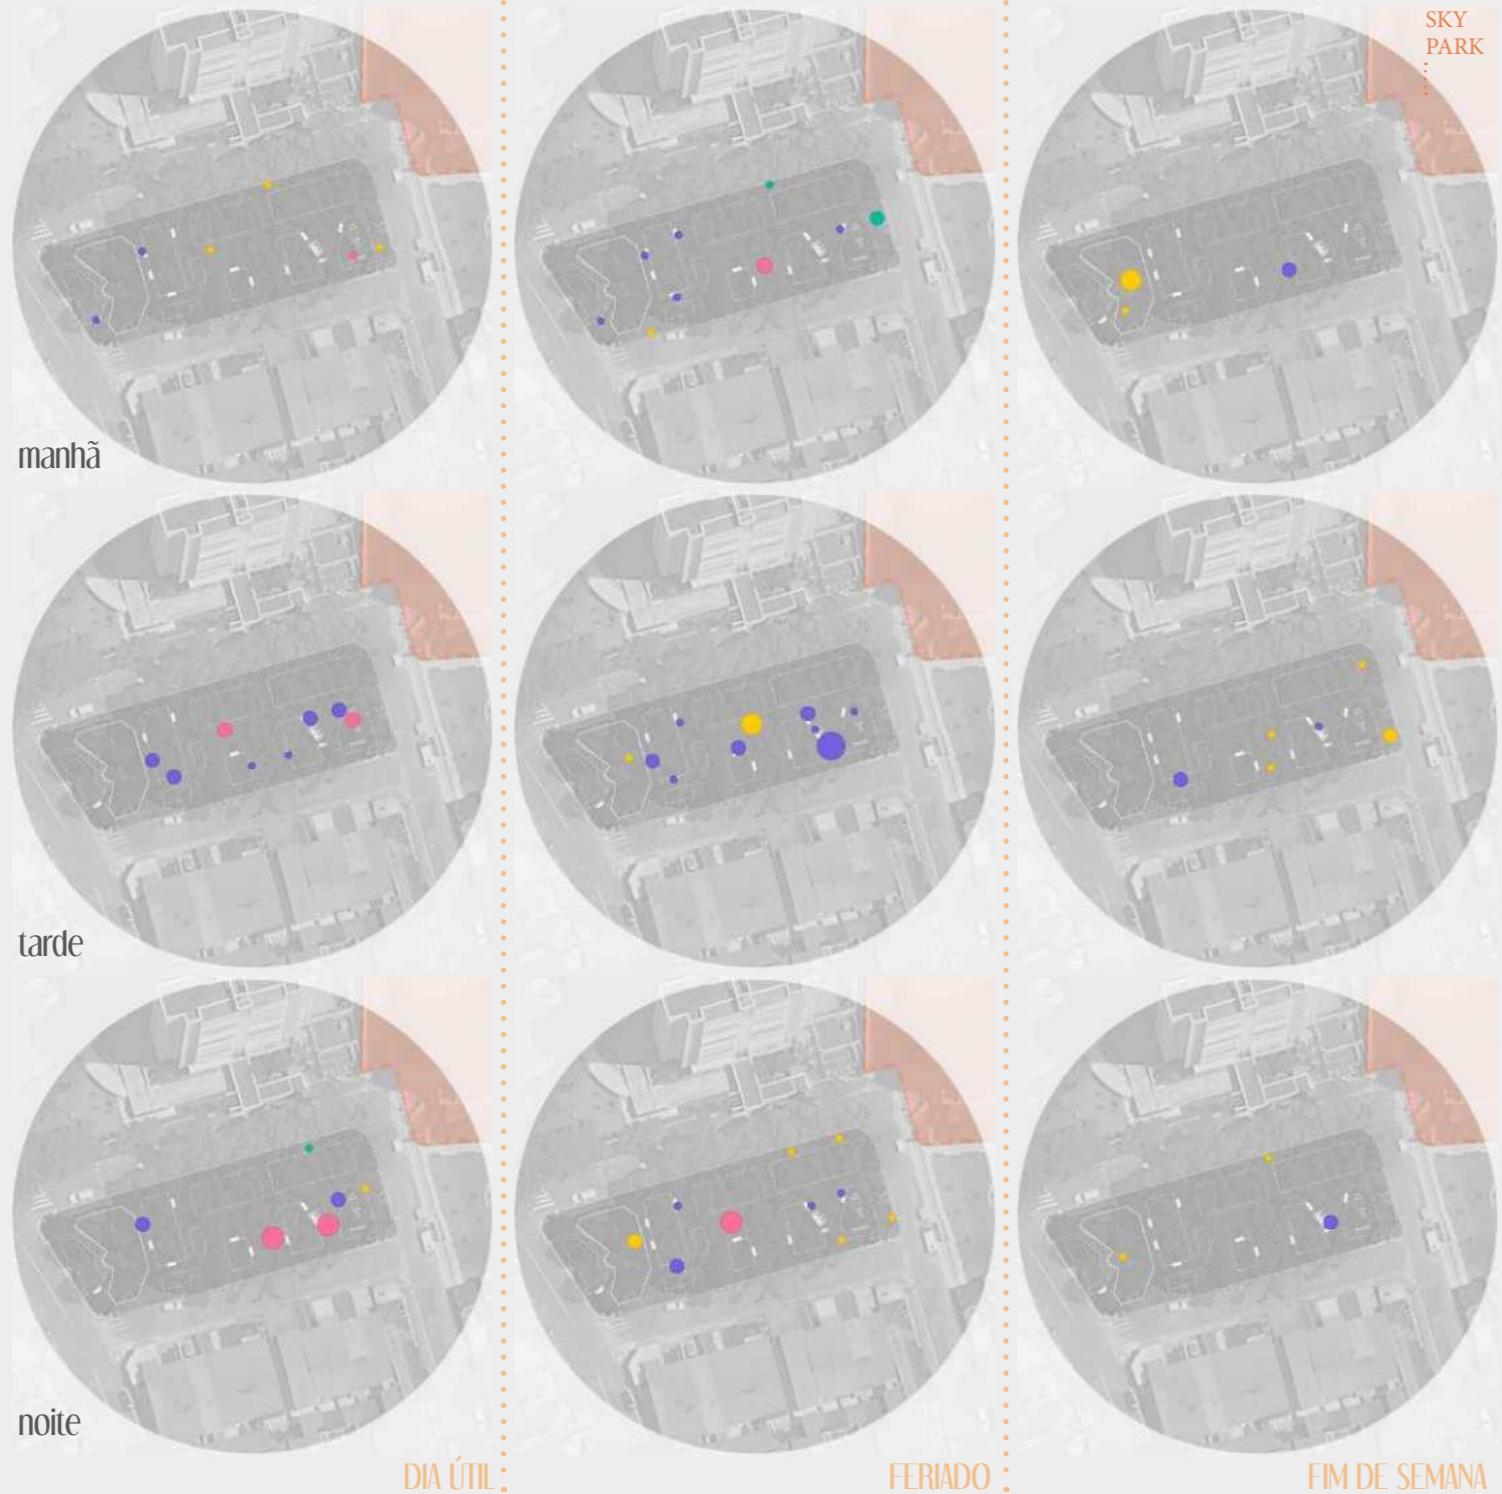 SKY
PARK
manhã
tarde
noite
DIA ÚTIL
FERIADO
FIM DE SEMANA